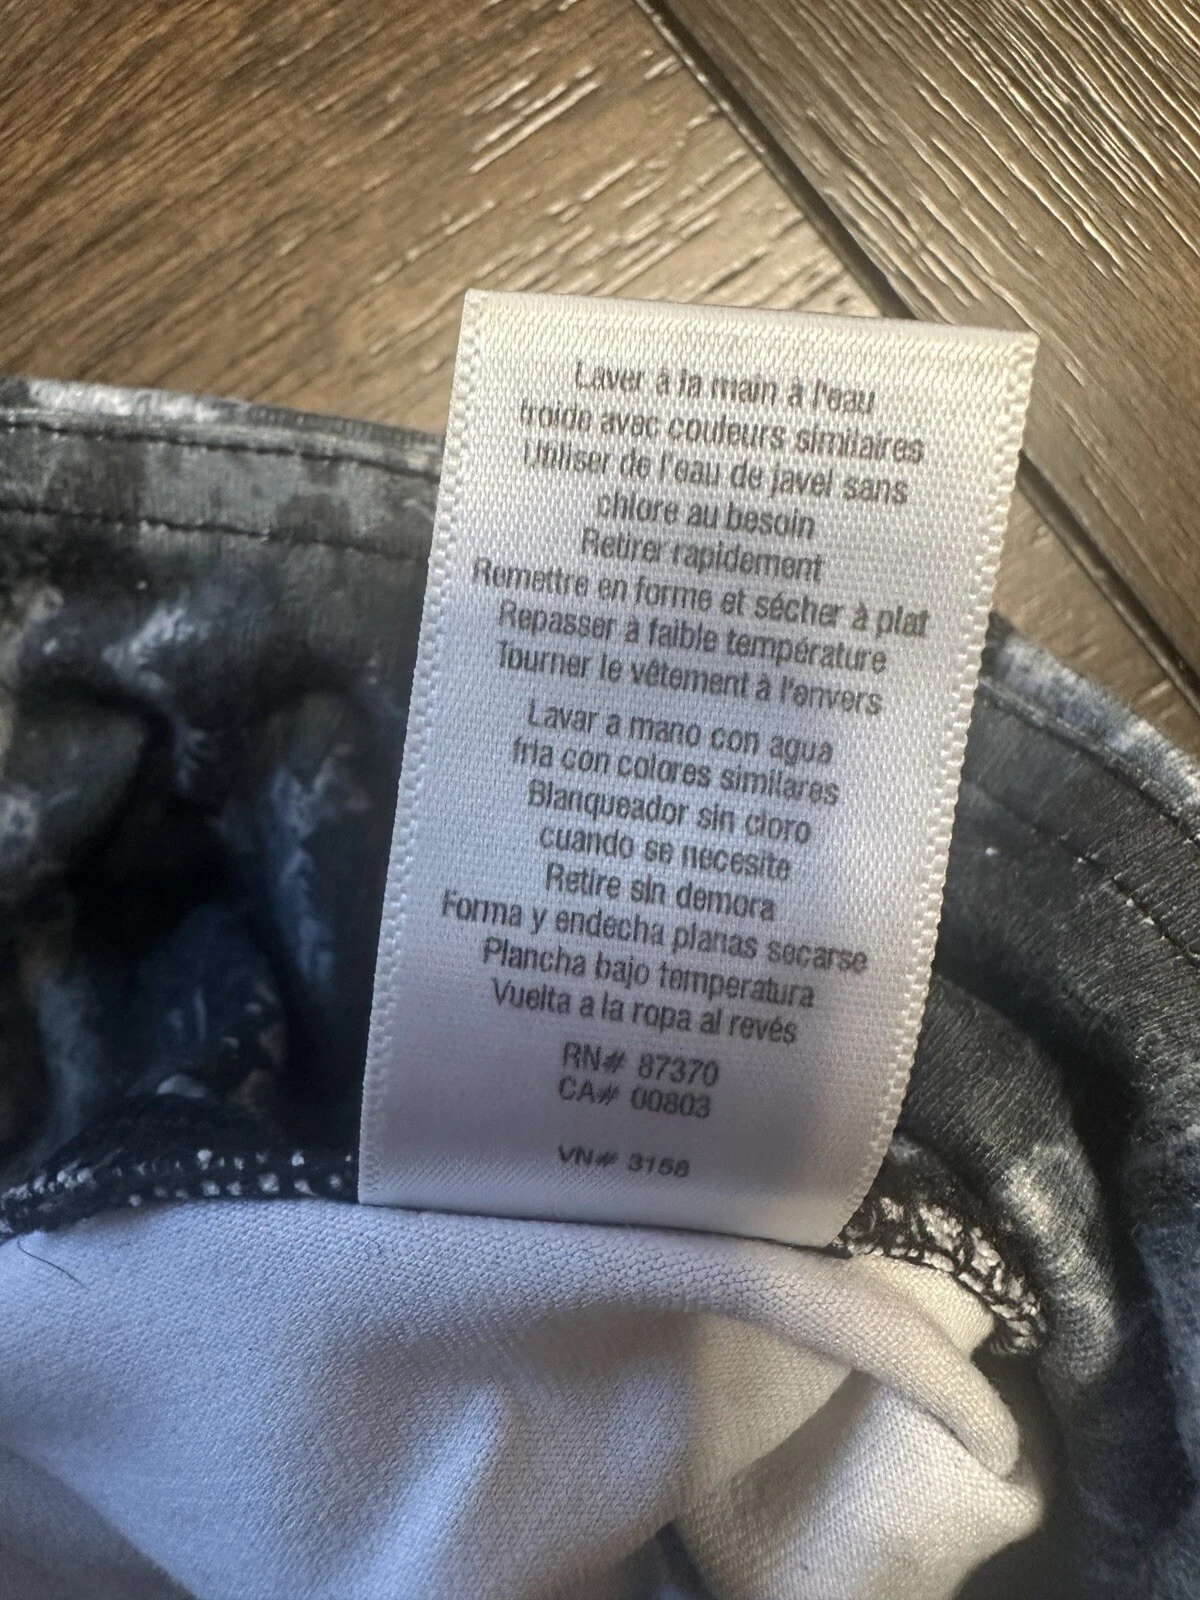 Laver à la main à l'eau
froide avec couleurs similaires
Utiliser de l'eau de javel sans
chlore au besoin
Retirer rapidement
Remettre en forme et sécher à plat
Repasser à faible température
Tourner le vêtement à l'envers
Lavar a mano con agua
fria con colores similares
Blanqueador sin cloro
cuando se necesite
Retire sin demora
Forma y endecha planas secarse
Plancha bajo temperatura
Vuelta a la ropa al revés
RN# 87370
CA# 00803
VN# 3158